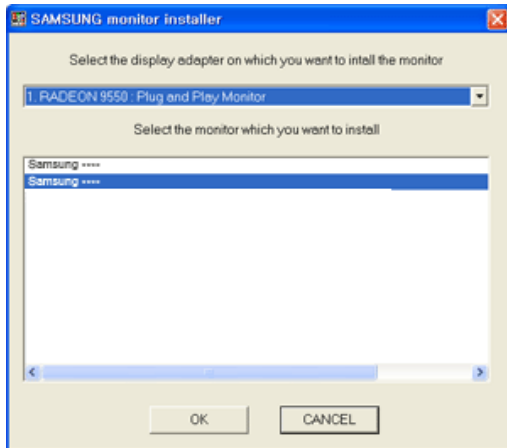 SAMSUNG monitor installer
Select the display adapter on which you want to intall the monitor
1. RADEON 9550 : Plug and Play Monitor
Select the monitor which you want to install
Samsung ----
Samsung ----
OK
CANCEL